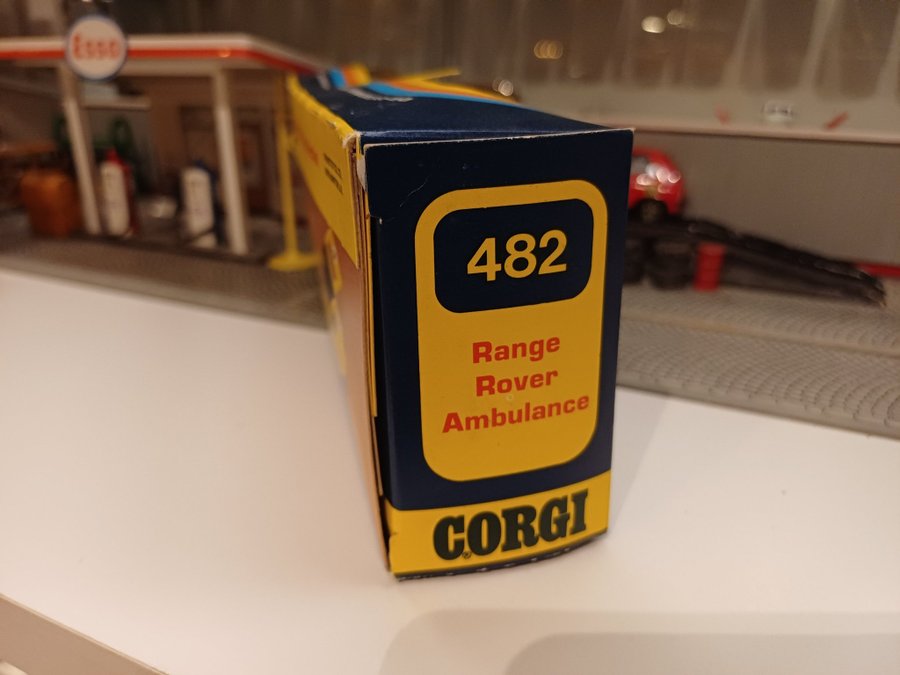 Esso
482
Range
Rover
Ambulance
CORGI
®